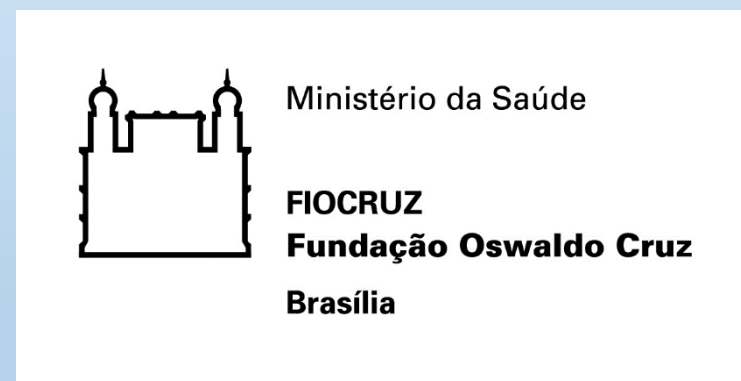 Ministério da Saúde
FIOCRUZ
Fundação Oswaldo Cruz
Brasília